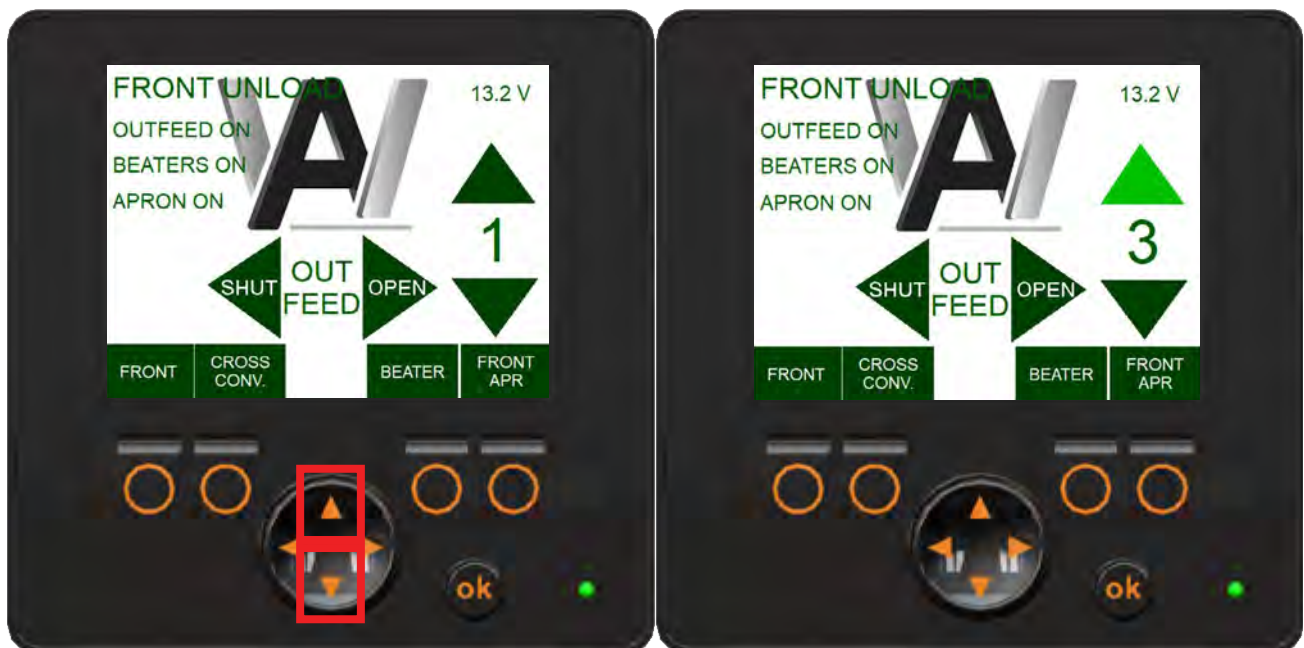 FRONT UNLOAD
13.2 V
OUTFEED ON
BEATERS ON
APRON ON
1
SHUT
OUT
FEED
OPEN
FRONT
CROSS
CONV.
BEATER
FRONT
APR
ok
FRONT UNLOAD
13.2 V
OUTFEED ON
BEATERS ON
APRON ON
3
SHUT
OUT
FEED
OPEN
FRONT
CROSS
CONV.
BEATER
FRONT
APR
ok